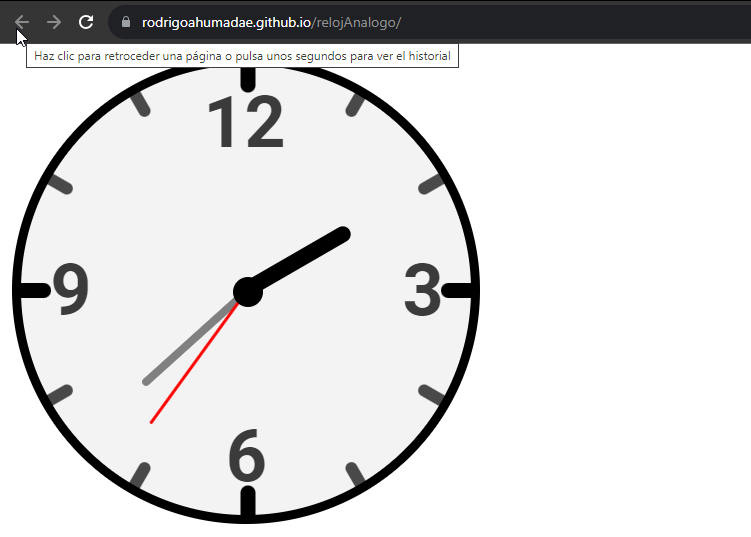 rodrigoahumadae.github.io/relojAnalogo/
Haz clic para retroceder una página o pulsa unos segundos para ver el historial
12
9 3
6